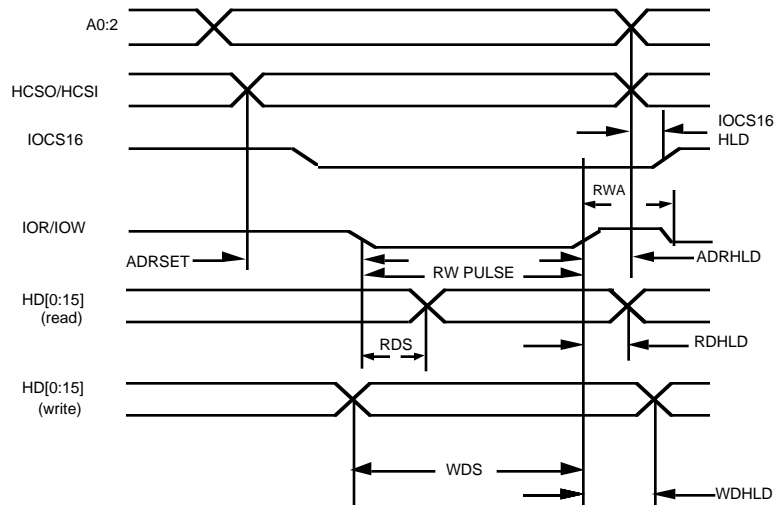 A0:2
HCSO/HCSI
IOCS16
IOCS16
HLD
RWA
IOR/IOW
ADRSET
ADRHLD
RW PULSE
HD[0:15]
(read)
RDS
RDHLD
HD[0:15]
(write)
WDS
WDHLD